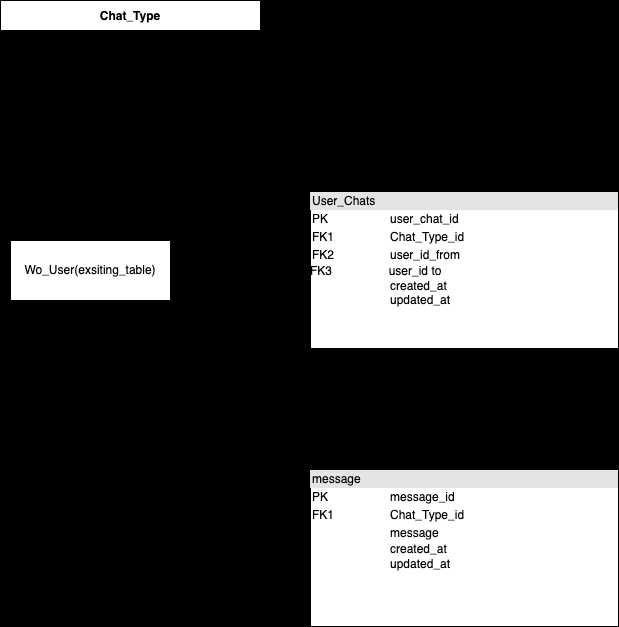 Chat_Type
User_Chats
PK user_chat_id
FK1 Chat_Type_id
Wo_User(exsiting_table)
FK2 user_id_from
FK3 user_id to
created_at
updated_at
message
PK message_id
FK1 Chat_Type_id
message
created_at
updated_at